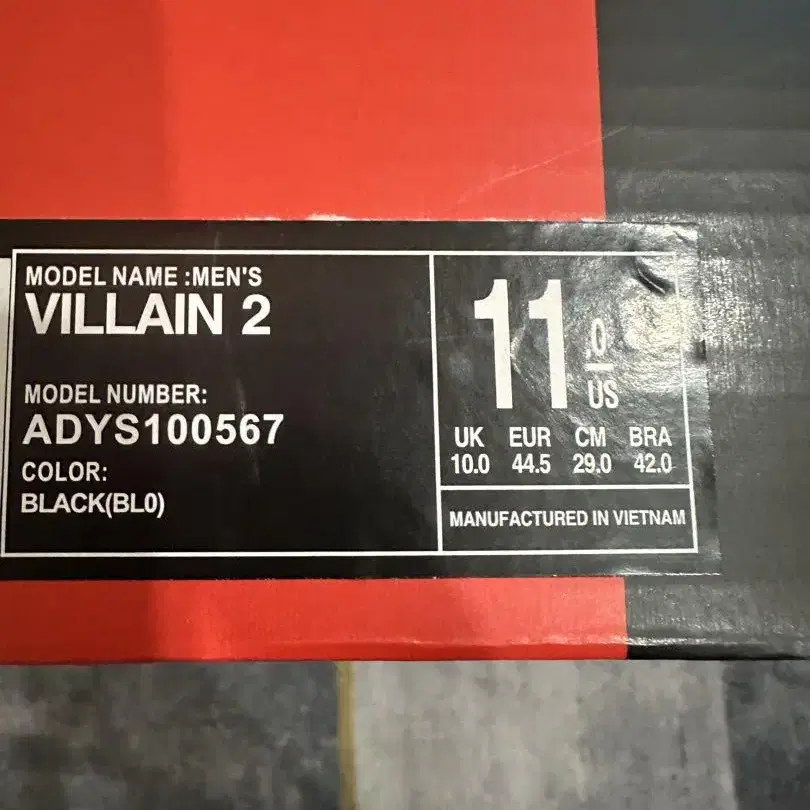 MODEL NAME :MEN'S
VILLAIN 2
MODEL NUMBER:
ADYS100567
COLOR:
BLACK(BL0)
11.0 US
UK EUR CM BRA
10.0 44.5 29.0 42.0
MANUFACTURED IN VIETNAM